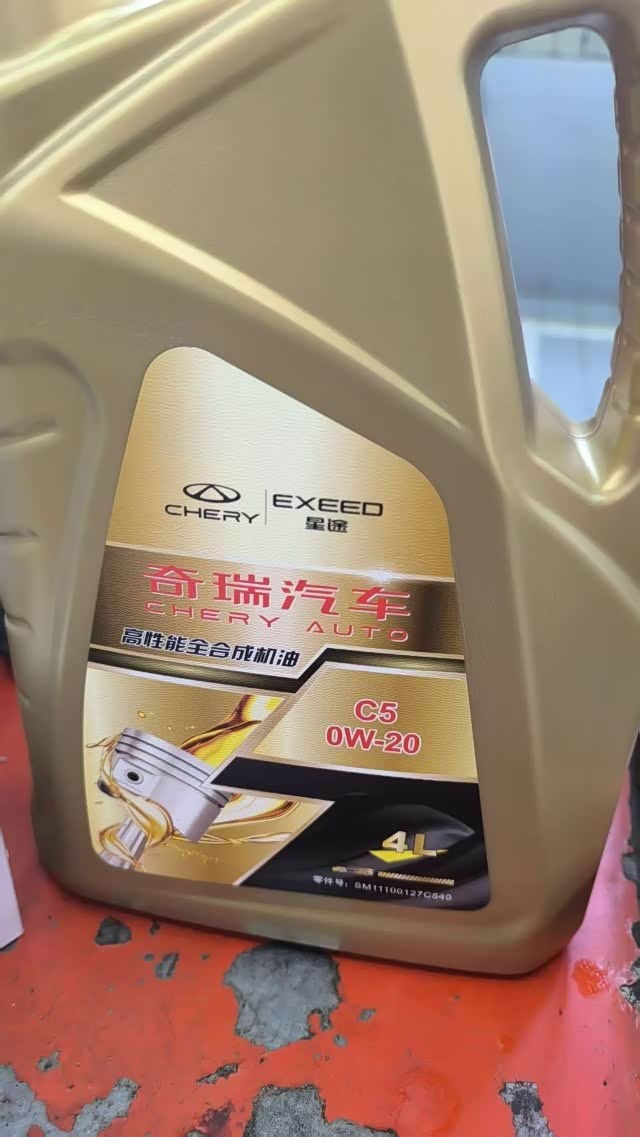 CHERY
EXEED
星途
奇瑞汽车
CHERY AUTO
高性能全合成机油
C5
0W-20
4L
零件号：SM11100127C540